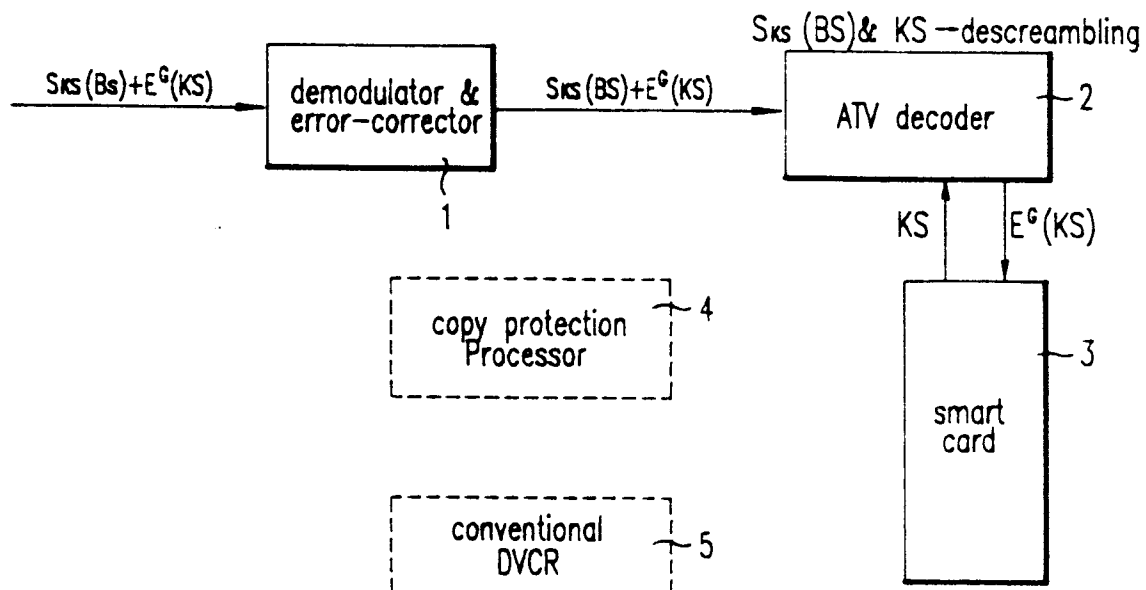 SKS (BS)& KS -descreambling
SKS(BS)+E^G(KS)
demodulator &
error-corrector
1
SKS(BS)+E^G(KS)
ATV decoder
2
KS
E^G(KS)
copy protection
Processor
4
smart
card
3
conventional
DVCR
5